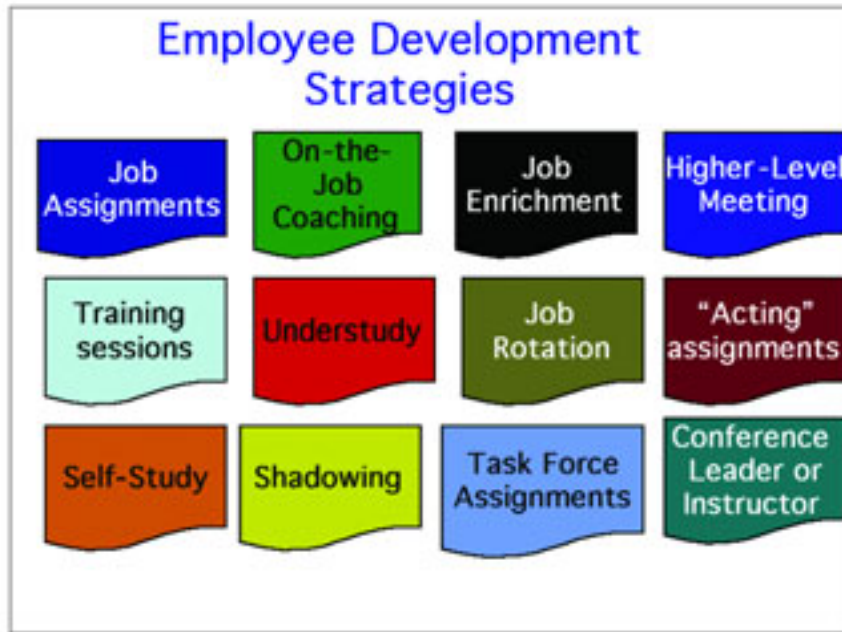 Employee Development
Strategies
Job
Assignments
On-the-
Job
Coaching
Job
Enrichment
Higher-Level
Meeting
Training
sessions
Understudy
Job
Rotation
“Acting”
assignments
Self-Study
Shadowing
Task Force
Assignments
Conference
Leader or
Instructor